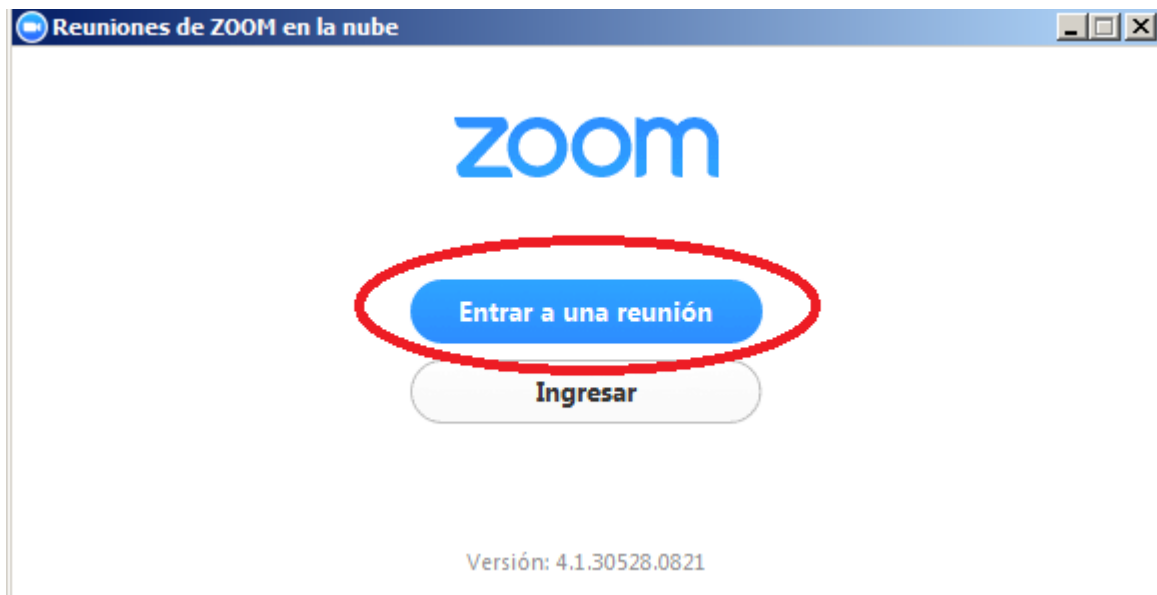 Reuniones de ZOOM en la nube
zoom
Entrar a una reunión
Ingresar
Versión: 4.1.30528.0821